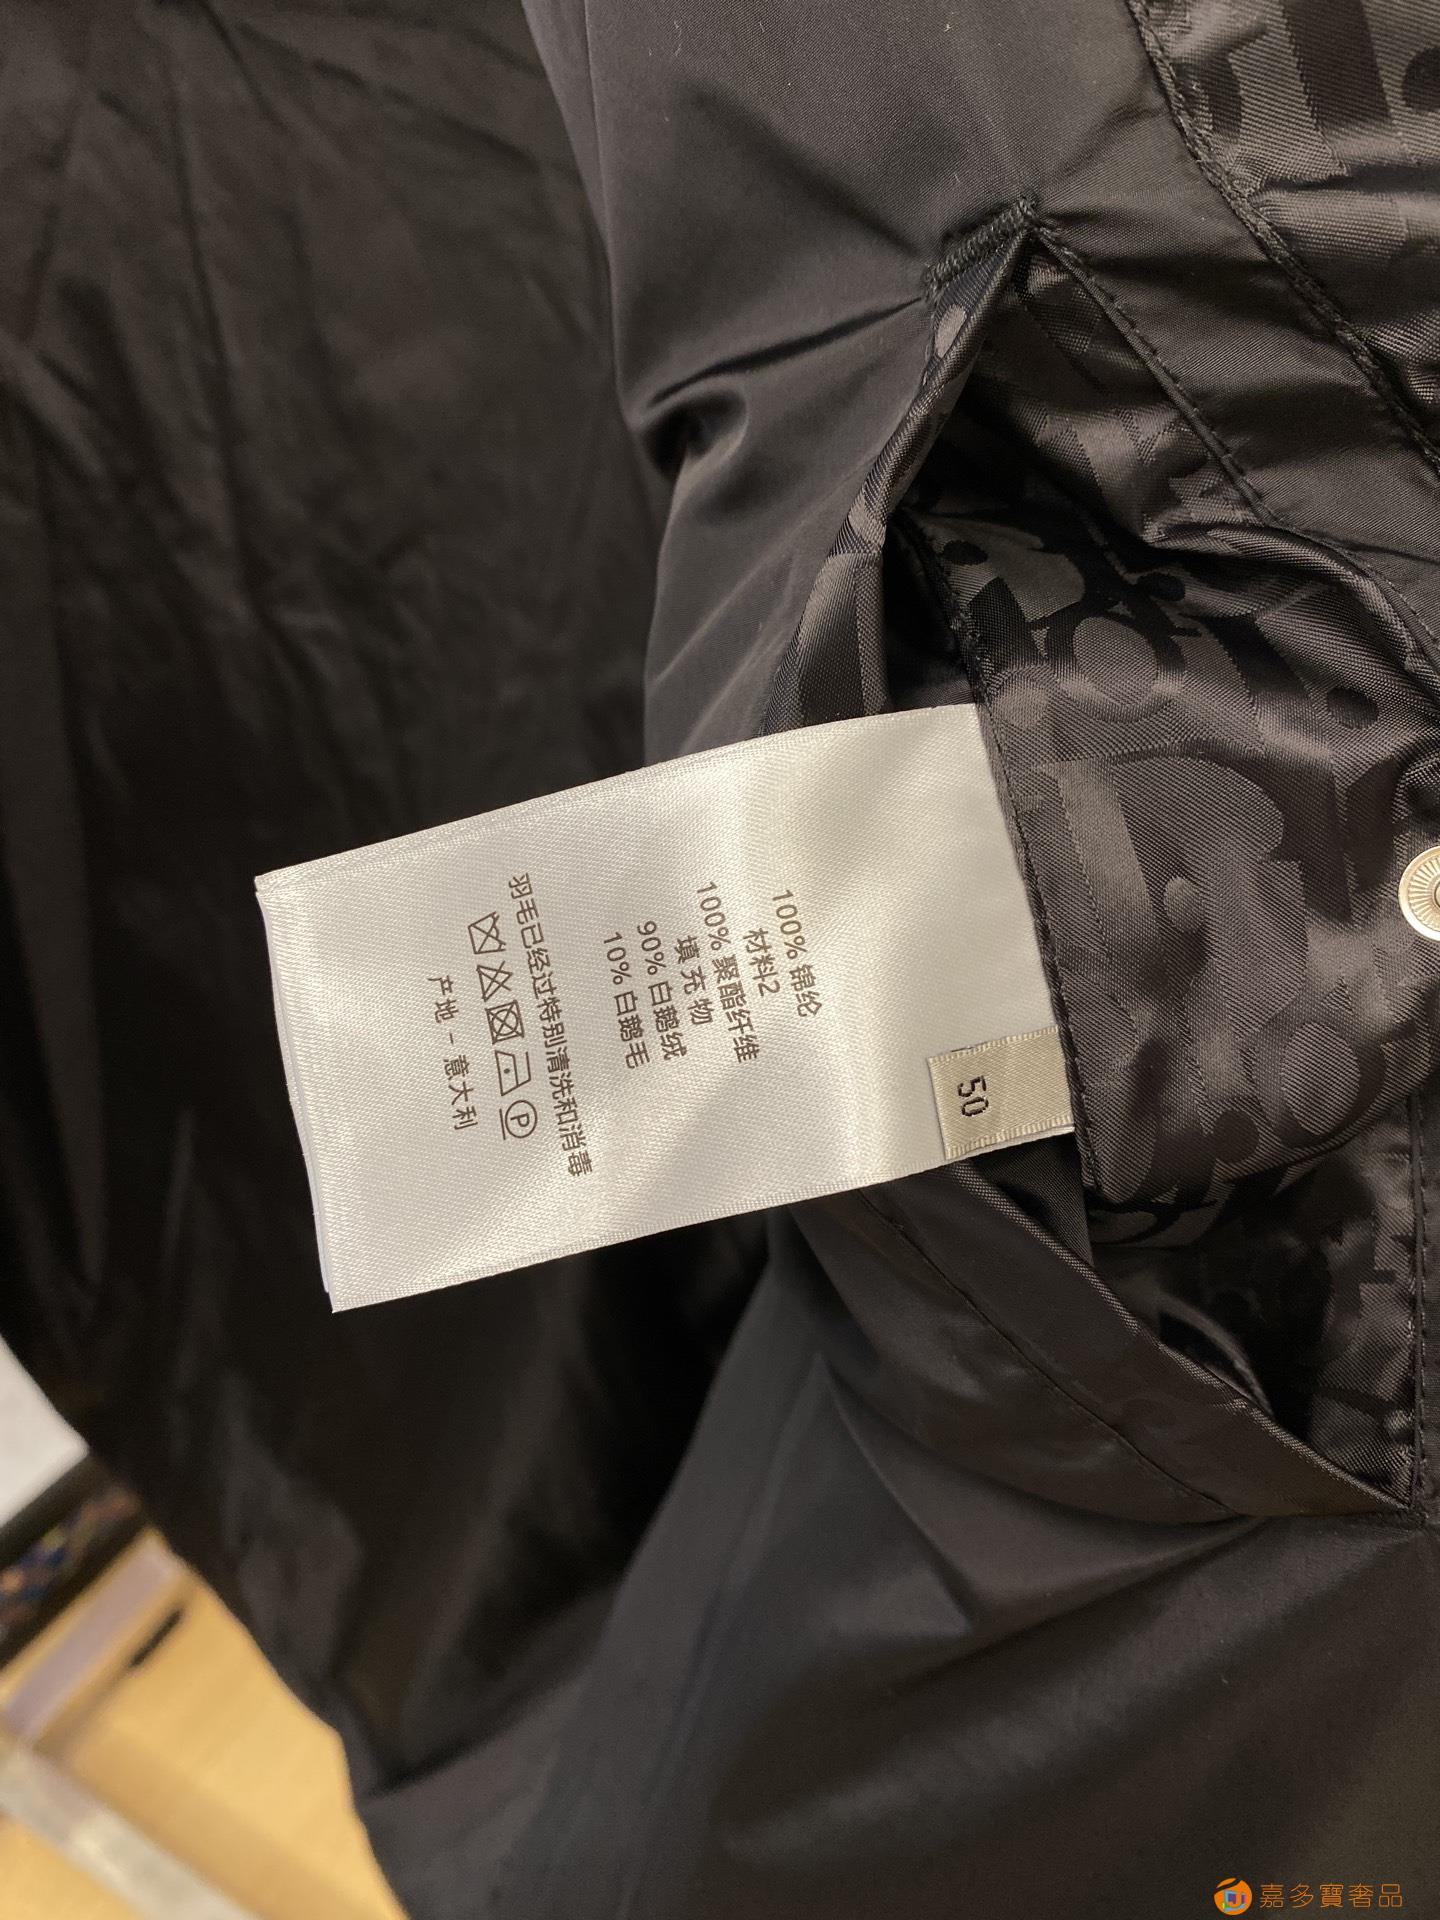 100% 锦纶
材料2
100% 聚酯纤维
填充物
90% 白鹅绒
10% 白鹅毛
羽毛已经过特别清洗和消毒
P
产地 - 意大利
50
嘉多寶奢品